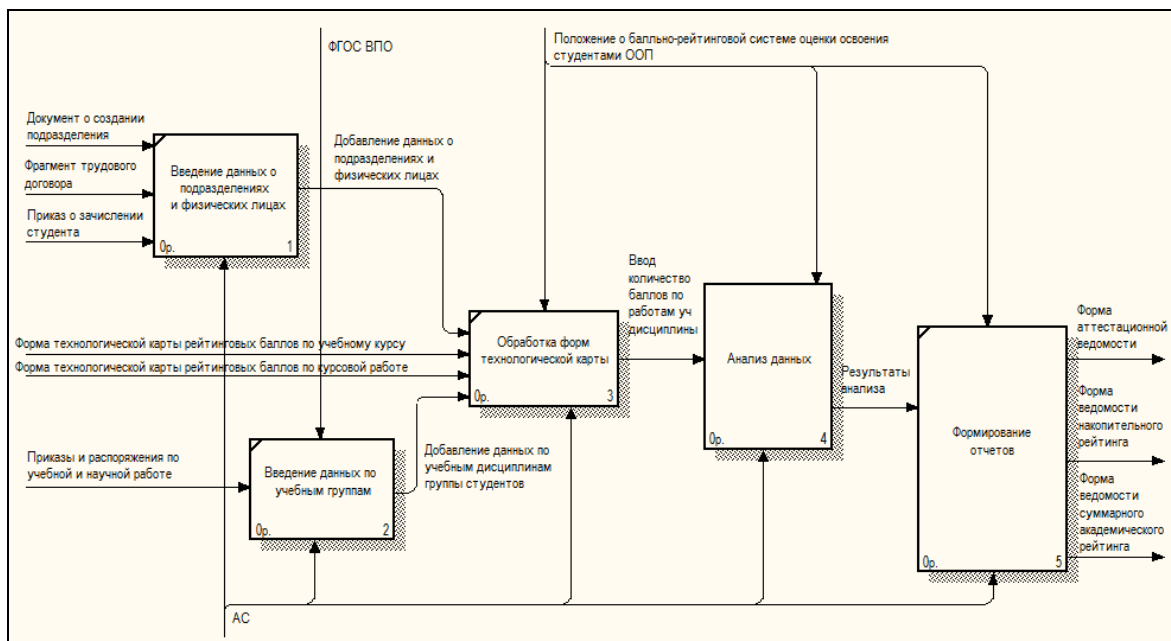 ФГОС ВПО
Положение о балльно-рейтинговой системе оценки освоения
студентами ООП
Документ о создании
подразделения
Фрагмент трудового
договора
Приказ о зачислении
студента
Введение данных о
подразделениях
и физических лицах
0р.
1
Добавление данных о
подразделениях и
физических лицах
Форма технологической карты рейтинговых баллов по учебному курсу
Форма технологической карты рейтинговых баллов по курсовой работе
Обработка форм
технологической карты
0р.
3
Ввод
количество
баллов по
работам уч
дисциплины
Анализ данных
0р.
4
Результаты
анализа
Формирование
отчетов
0р.
5
Форма
аттестационной
ведомости
Форма
ведомости
накопительного
рейтинга
Форма
ведомости
суммарного
академического
рейтинга
Приказы и распоряжения по
учебной и научной работе
Введение данных по
учебным группам
0р.
2
Добавление данных по
учебным дисциплинам
группы студентов
АС